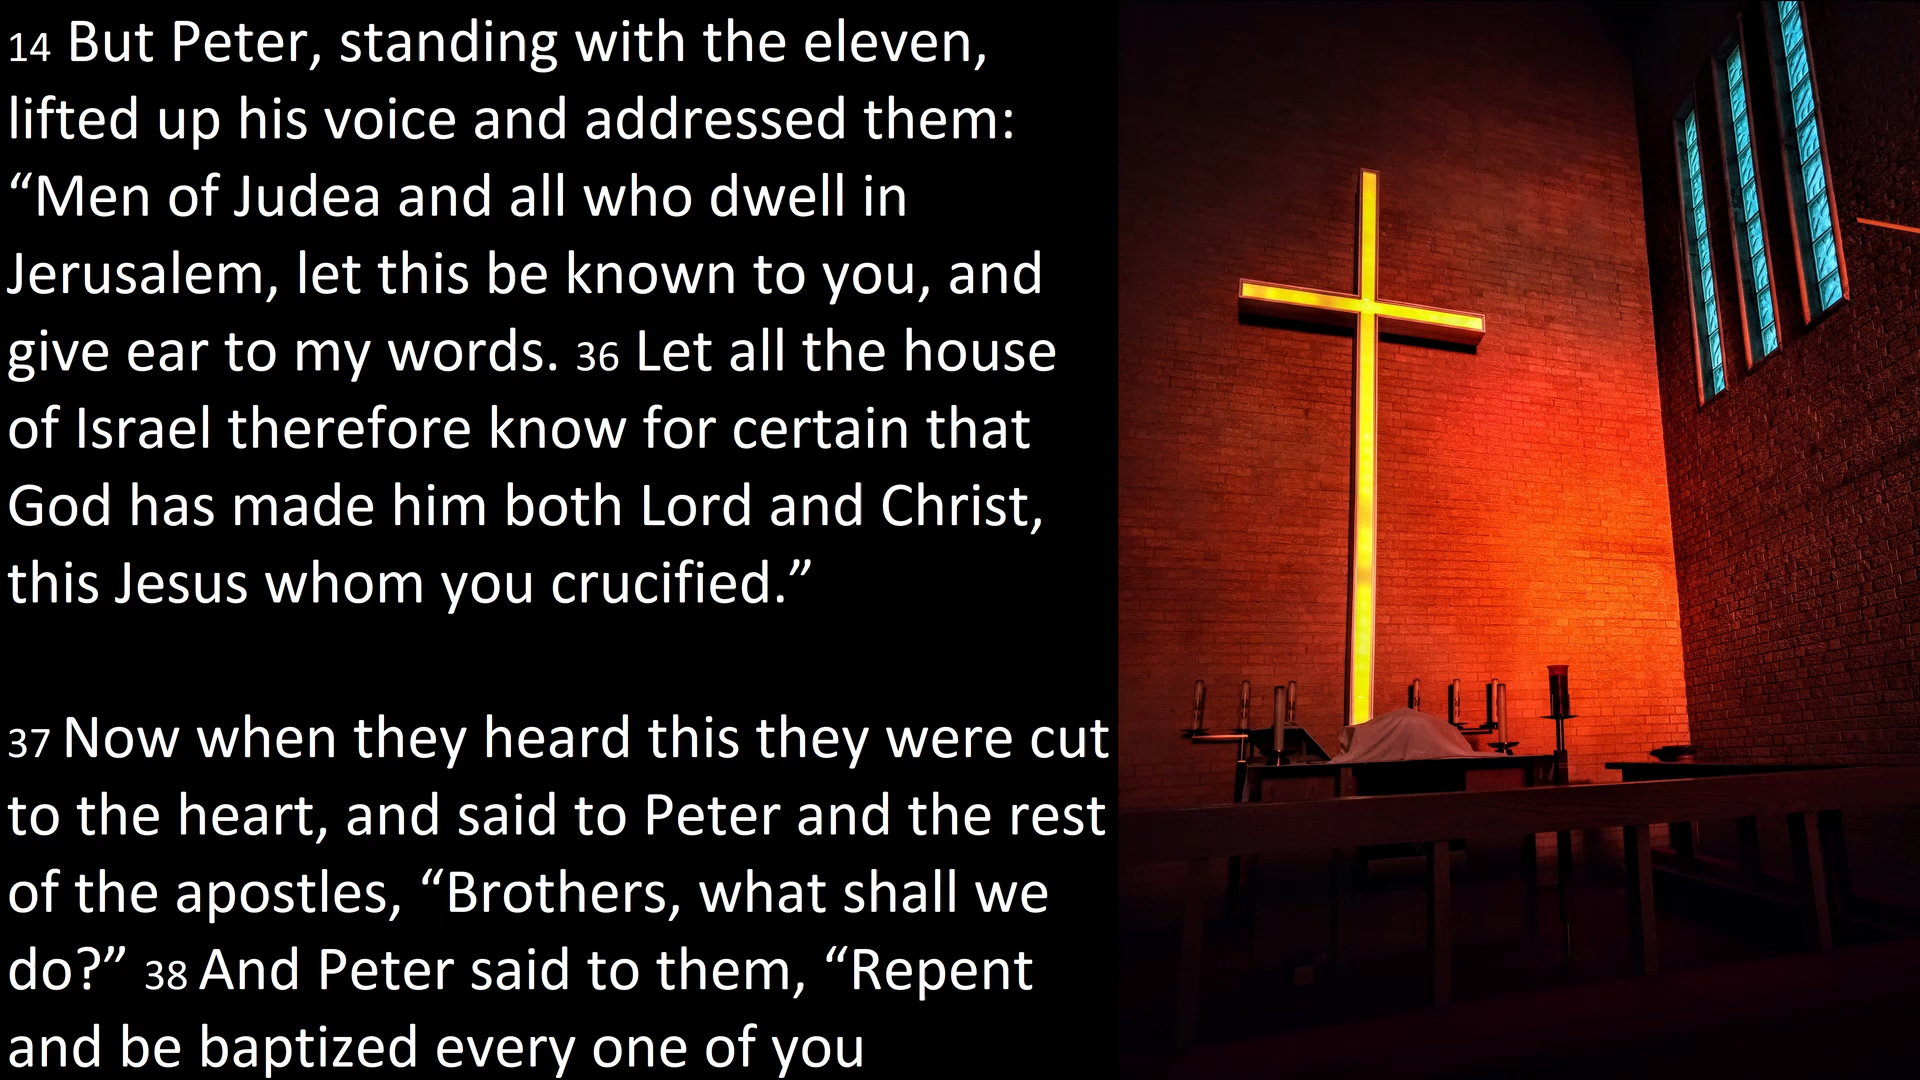 14 But Peter, standing with the eleven,
lifted up his voice and addressed them:
“Men of Judea and all who dwell in
Jerusalem, let this be known to you, and
give ear to my words. 36 Let all the house
of Israel therefore know for certain that
God has made him both Lord and Christ,
this Jesus whom you crucified.”
37 Now when they heard this they were cut
to the heart, and said to Peter and the rest
of the apostles, “Brothers, what shall we
do?” 38 And Peter said to them, “Repent
and be baptized every one of you